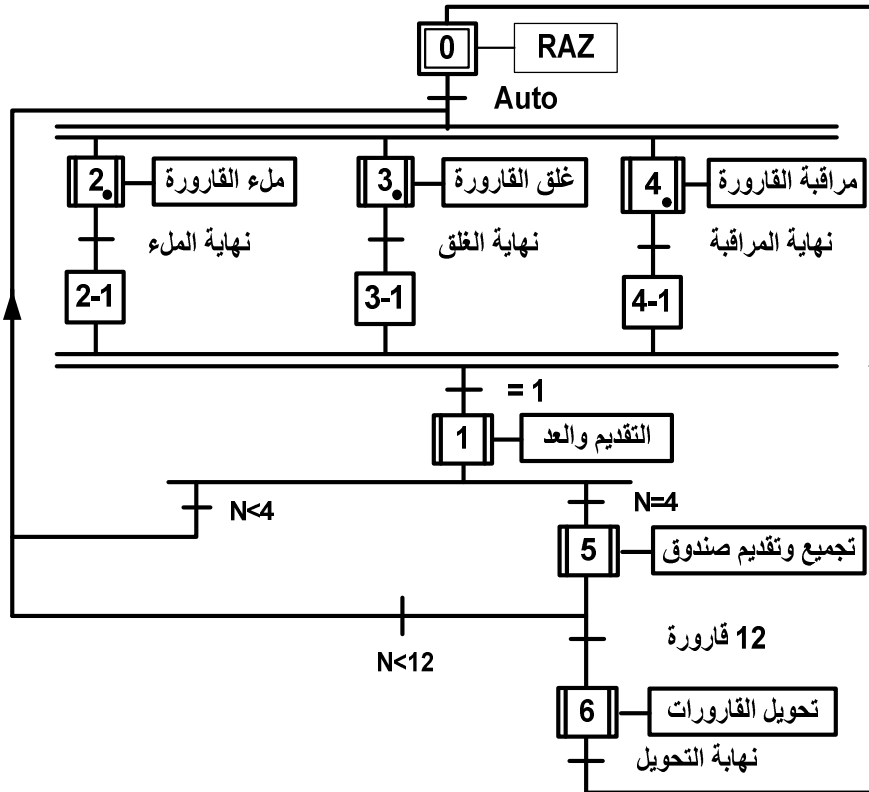 0
RAZ
Auto
2
ملء القارورة
3
غلق القارورة
4
مراقبة القارورة
نهاية الملء
نهاية الغلق
نهاية المراقبة
2-1
3-1
4-1
= 1
1
التقديم والعد
N<4
N=4
5
تجميع وتقديم صندوق
12 قارورة
N<12
6
تحويل القارورات
نهابة التحويل